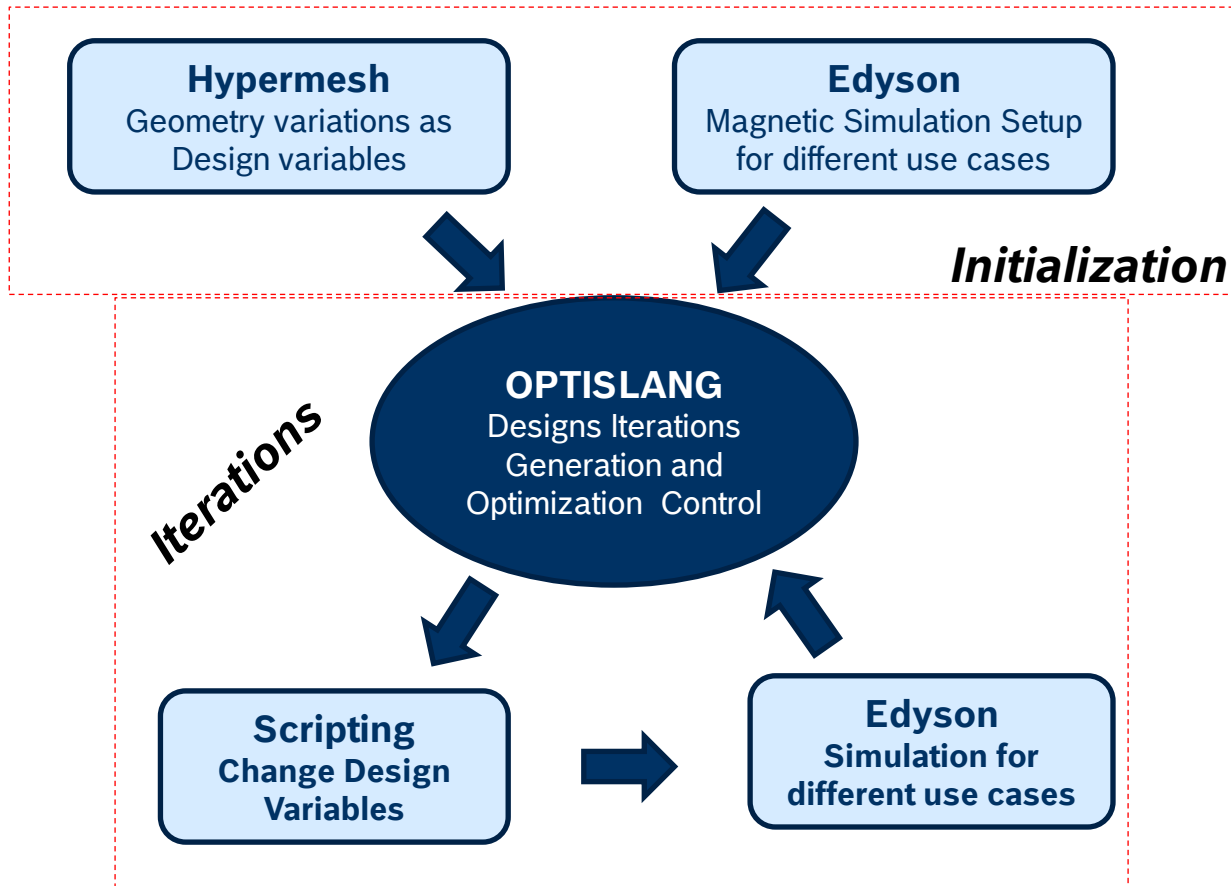 Hypermesh
Geometry variations as
Design variables
Edyson
Magnetic Simulation Setup
for different use cases
Initialization
OPTISLANG
Designs Iterations
Generation and
Optimization Control
Iterations
Scripting
Change Design
Variables
Edyson
Simulation for
different use cases